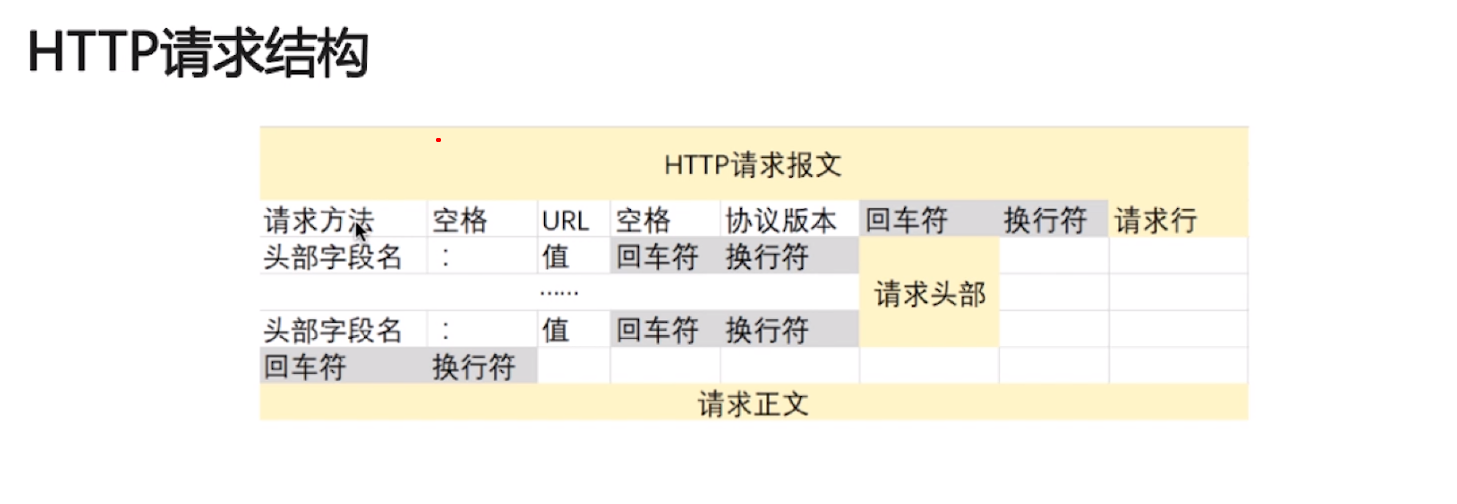 HTTP请求结构
HTTP请求报文
请求方法 空格 URL 空格 协议版本 回车符 换行符 请求行
头部字段名 : 值 回车符 换行符
请求头部
……
头部字段名 : 值 回车符 换行符
回车符 换行符
请求正文